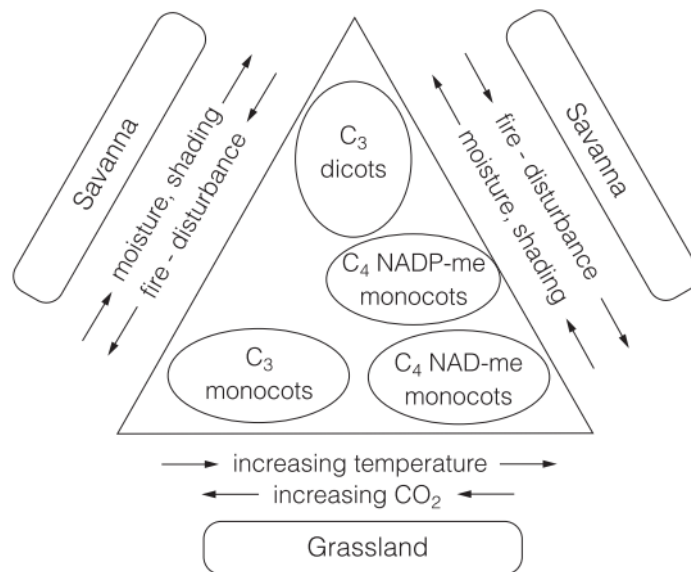 Savanna
moisture, shading
fire - disturbance
C₃
dicots
fire - disturbance
moisture, shading
Savanna
C₄ NADP-me
monocots
C₃
monocots
C₄ NAD-me
monocots
increasing temperature
increasing CO₂
Grassland